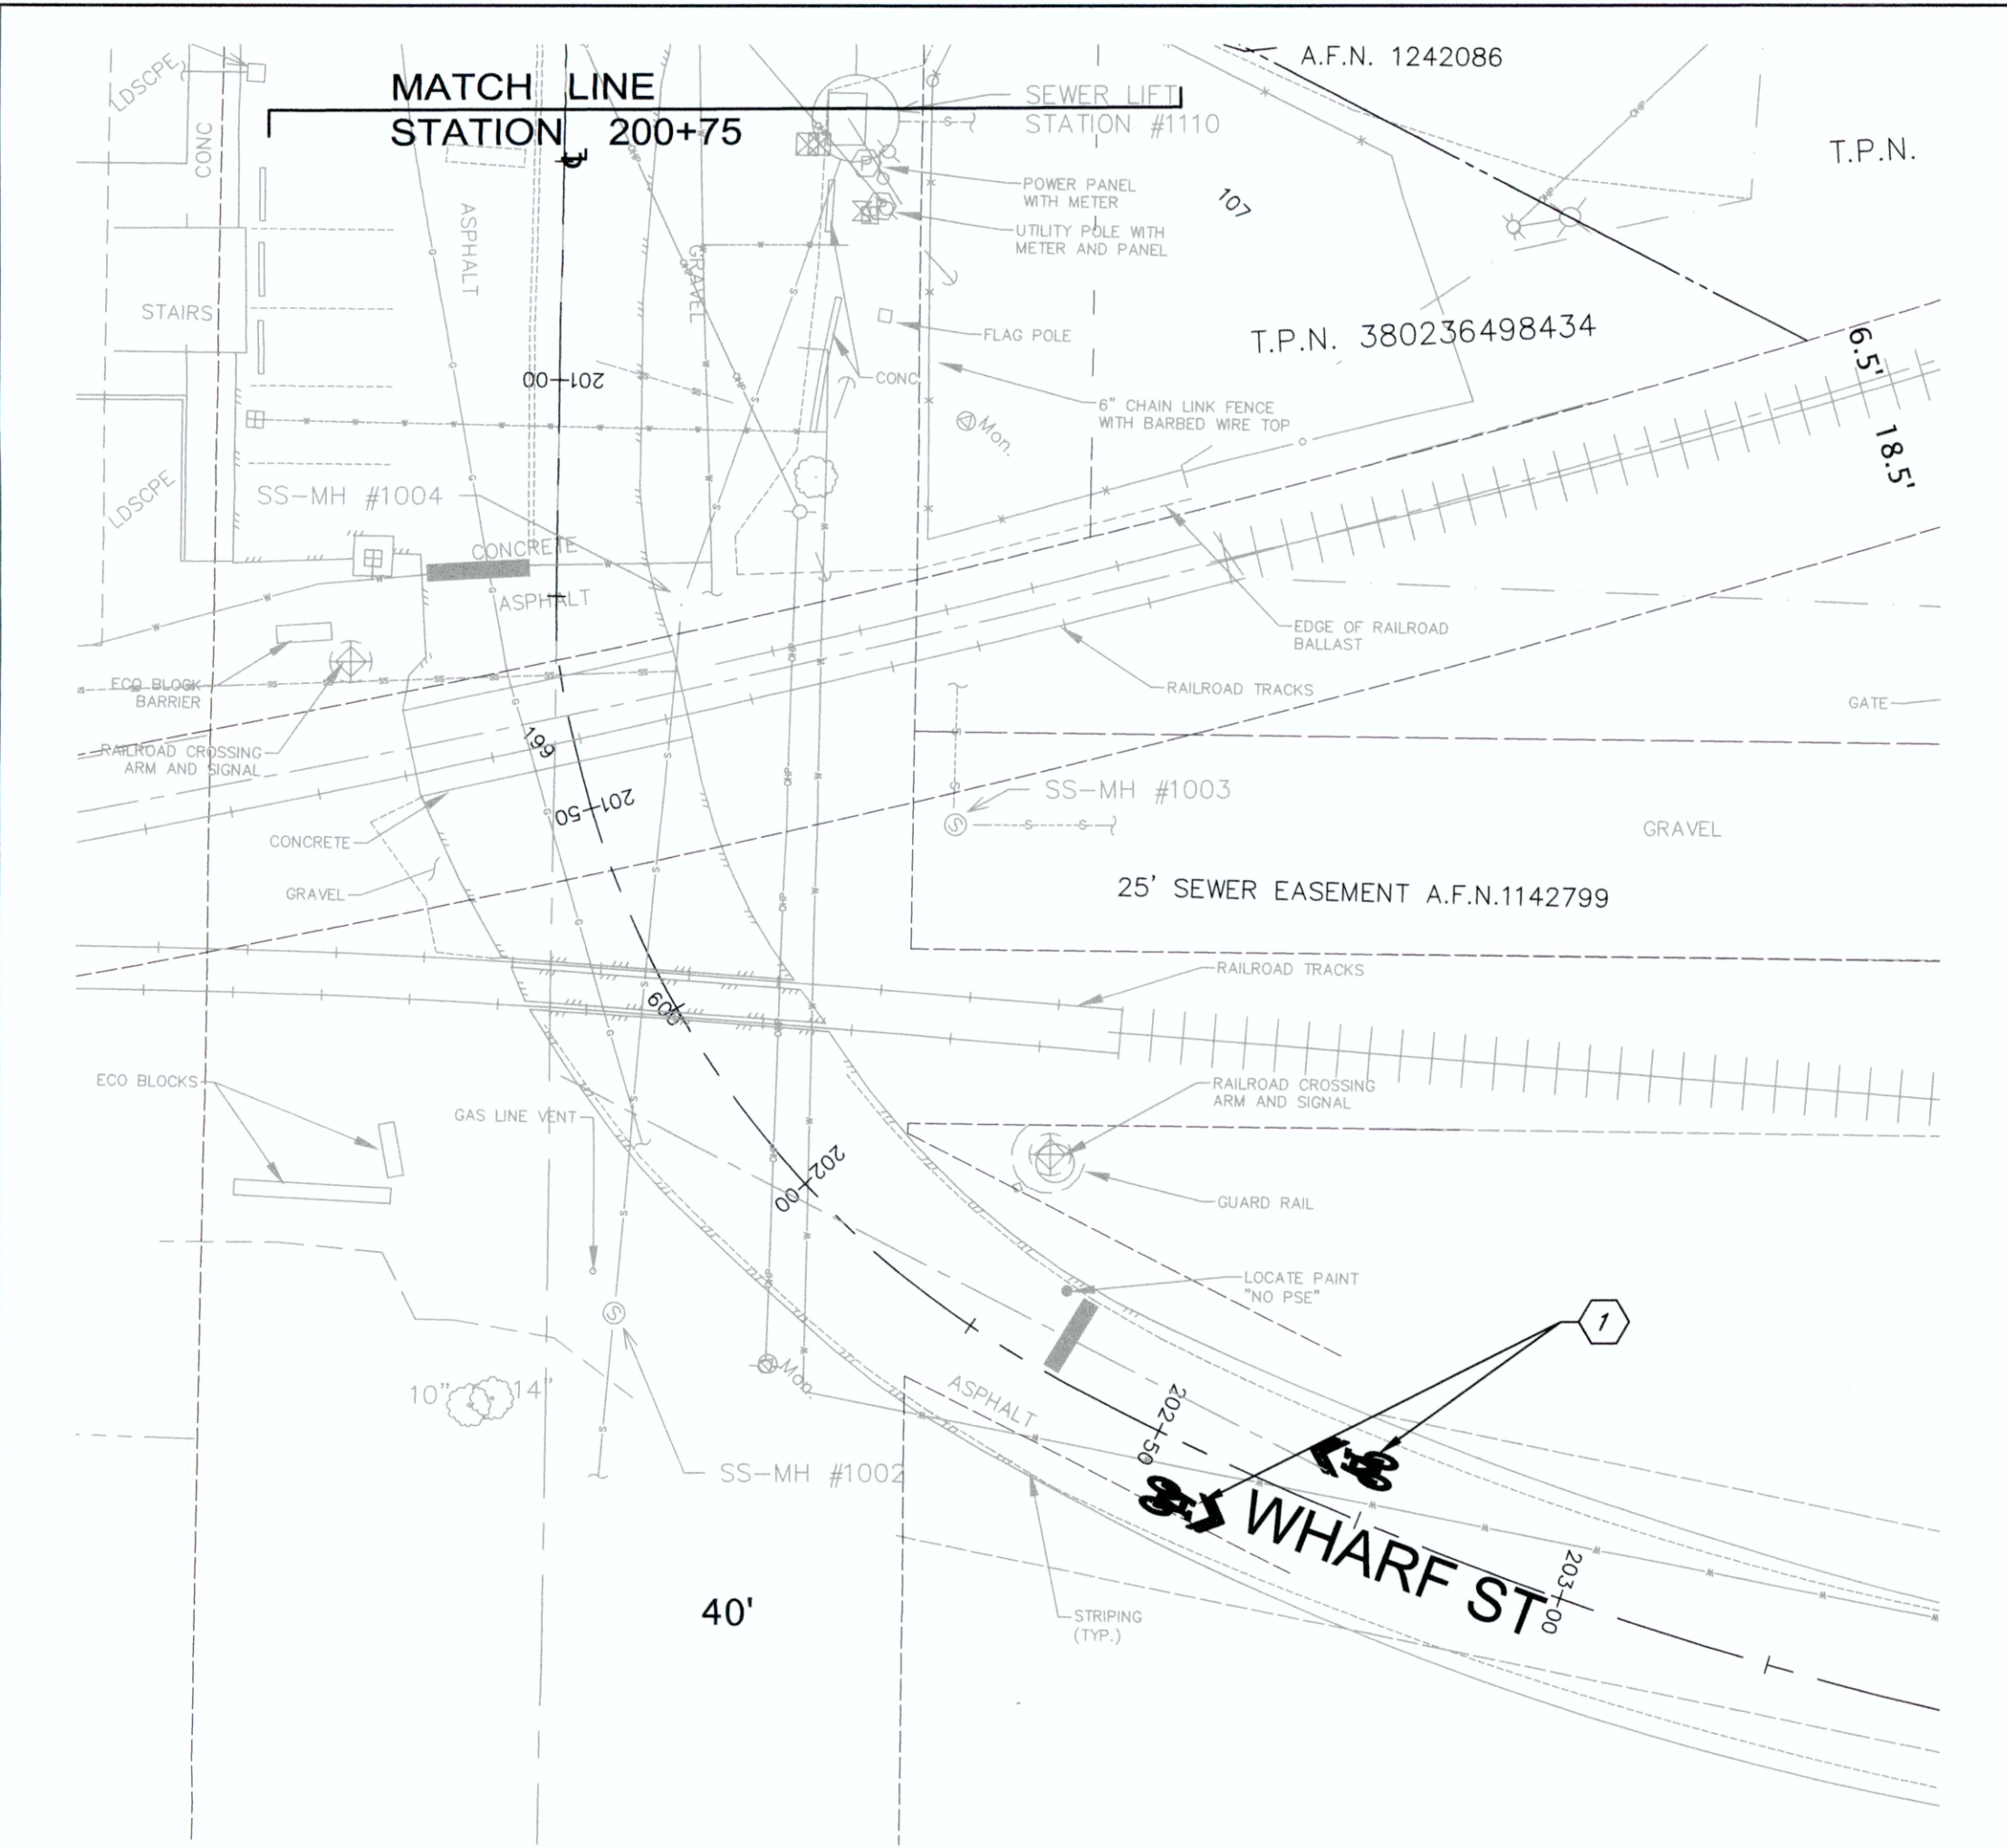 A.F.N. 1242086
LDSCPE
MATCH LINE
SEWER LIFT
STATION #1110
CONC
STATION 200+75
℄
T.P.N.
POWER PANEL
WITH METER
107
ASPHALT
UTILITY POLE WITH
METER AND PANEL
GRAVEL
STAIRS
FLAG POLE
T.P.N. 380236498434
6.5'
201+00
CONC
6" CHAIN LINK FENCE
WITH BARBED WIRE TOP
Mon.
18.5'
LDSCPE
SS-MH #1004
CONCRETE
ASPHALT
EDGE OF RAILROAD
BALLAST
ECO BLOCK
BARRIER
RAILROAD TRACKS
GATE
RAILROAD CROSSING
ARM AND SIGNAL
199
201+50
SS-MH #1003
CONCRETE
GRAVEL
GRAVEL
25' SEWER EASEMENT A.F.N.1142799
RAILROAD TRACKS
609
ECO BLOCKS
RAILROAD CROSSING
ARM AND SIGNAL
GAS LINE VENT
202+00
GUARD RAIL
LOCATE PAINT
"NO PSE"
1
S
Mon.
10" 14"
ASPHALT
202+50
SS-MH #1002
WHARF ST
203+00
40'
STRIPING
(TYP.)